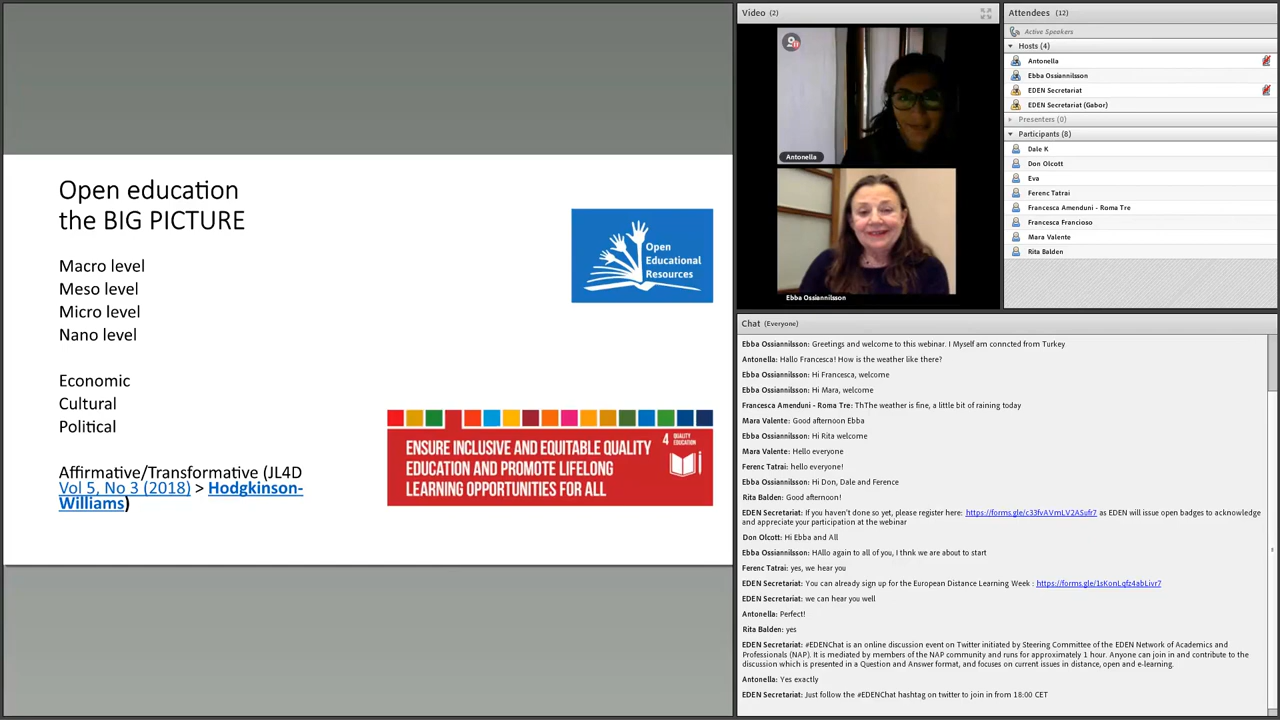 Open education
the BIG PICTURE
Macro level
Meso level
Micro level
Nano level
Economic
Cultural
Political
Affirmative/Transformative (JL4D
Vol 5, No 3 (2018) > Hodgkinson-
Williams)
Open
Educational
Resources
ENSURE INCLUSIVE AND EQUITABLE QUALITY
EDUCATION AND PROMOTE LIFELONG
LEARNING OPPORTUNITIES FOR ALL
4 QUALITY
EDUCATION
Video (2)
Antonella
Ebba Ossiannilsson
Attendees (12)
Active Speakers
Hosts (4)
Antonella
Ebba Ossiannilsson
EDEN Secretariat
EDEN Secretariat (Gabor)
Presenters (0)
Participants (8)
Dale K
Don Olcott
Eva
Ferenc Tatrai
Francesca Amenduni - Roma Tre
Francesca Francioso
Mara Valente
Rita Balden
Chat (Everyone)
Ebba Ossiannilsson: Greetings and welcome to this webinar. I Myself am conncted from Turkey
Antonella: Hallo Francesca! How is the weather like there?
Ebba Ossiannilsson: Hi Francesca, welcome
Ebba Ossiannilsson: Hi Mara, welcome
Francesca Amenduni - Roma Tre: ThThe weather is fine, a little bit of raining today
Mara Valente: Good afternoon Ebba
Ebba Ossiannilsson: Hi Rita welcome
Mara Valente: Hello everyone
Ferenc Tatrai: hello everyone!
Ebba Ossiannilsson: Hi Don, Dale and Ference
Rita Balden: Good afternoon!
EDEN Secretariat: If you haven't done so yet, please register here: https://forms.gle/c33fvAVmLV2ASufr7 as EDEN will issue open badges to acknowledge
and appreciate your participation at the webinar
Don Olcott: Hi Ebba and All
Ebba Ossiannilsson: HAllo again to all of you, I thnk we are about to start
Ferenc Tatrai: yes, we hear you
EDEN Secretariat: You can already sign up for the European Distance Learning Week : https://forms.gle/1sKonLqfz4abLivr7
EDEN Secretariat: we can hear you well
Antonella: Perfect!
Rita Balden: yes
EDEN Secretariat: #EDENChat is an online discussion event on Twitter initiated by Steering Committee of the EDEN Network of Academics and
Professionals (NAP). It is mediated by members of the NAP community and runs for approximately 1 hour. Anyone can join in and contribute to the
discussion which is presented in a Question and Answer format, and focuses on current issues in distance, open and e-learning.
Antonella: Yes exactly
EDEN Secretariat: Just follow the #EDENChat hashtag on twitter to join in from 18:00 CET